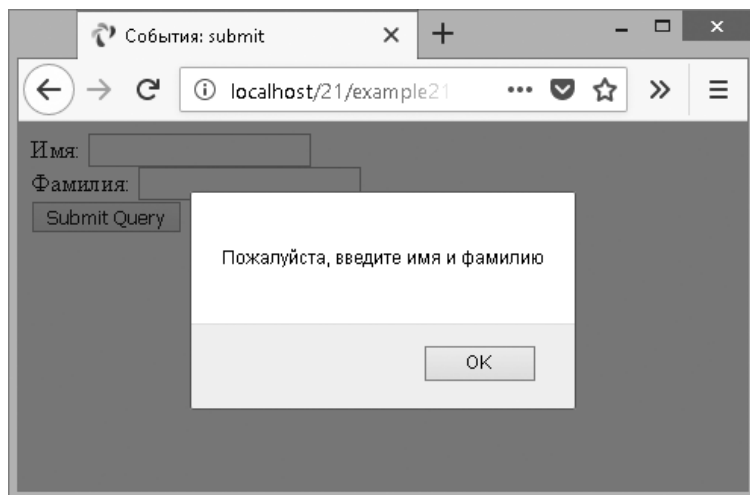 События: submit
localhost/21/example21
Имя:
Фамилия:
Submit Query
Пожалуйста, введите имя и фамилию
OK